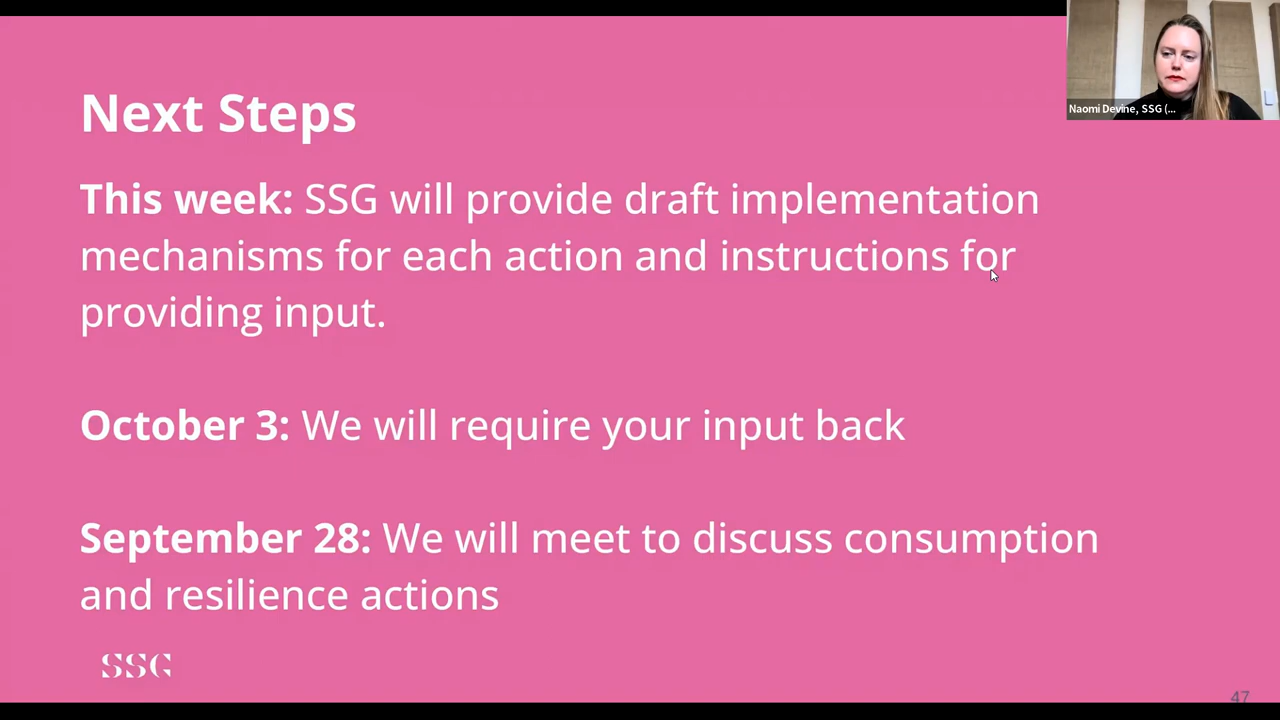 Naomi Devine, SSG (...
Next Steps
This week: SSG will provide draft implementation
mechanisms for each action and instructions for
providing input.
October 3: We will require your input back
September 28: We will meet to discuss consumption
and resilience actions
SSG
47